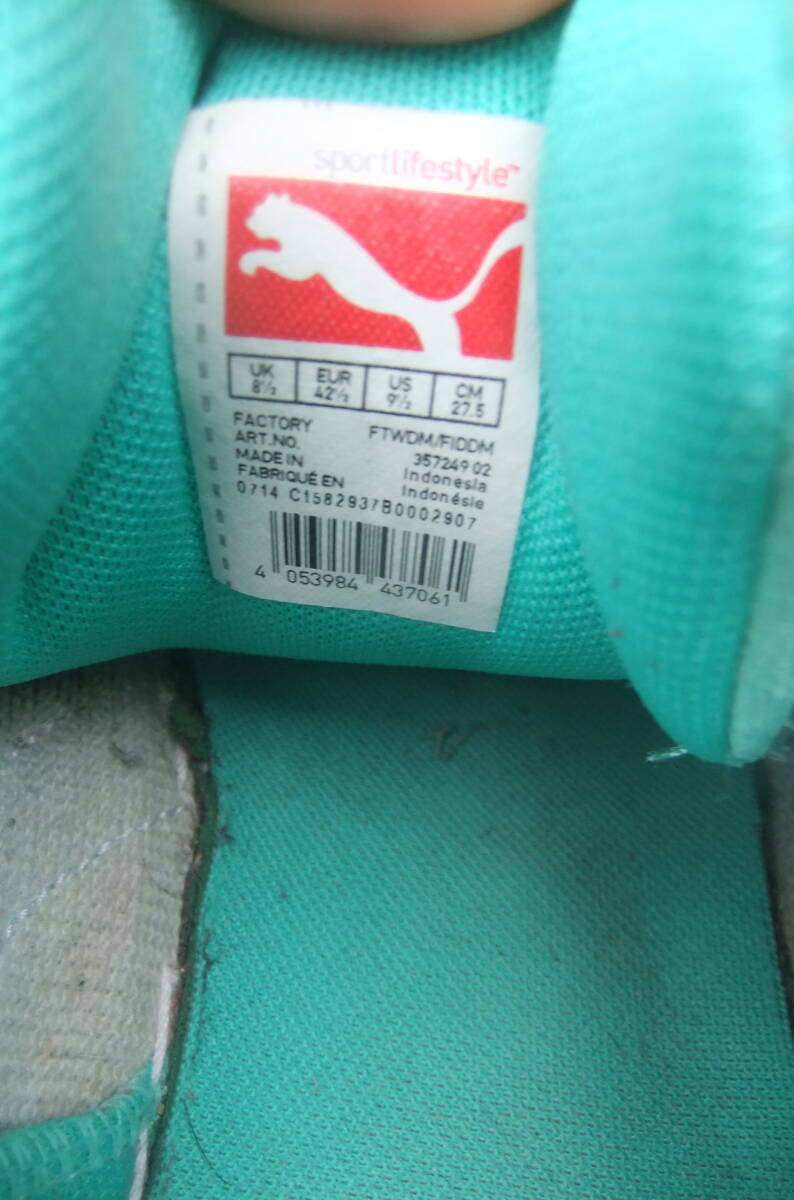 sportlifestyle™
UK EUR US CM
8½ 42½ 9½ 27.5
FACTORY FTWDM/FIDDM
ART.NO. 357249 02
MADE IN Indonesia
FABRIQUÉ EN Indonésie
0714 C1582937B0002907
4 053984 437061